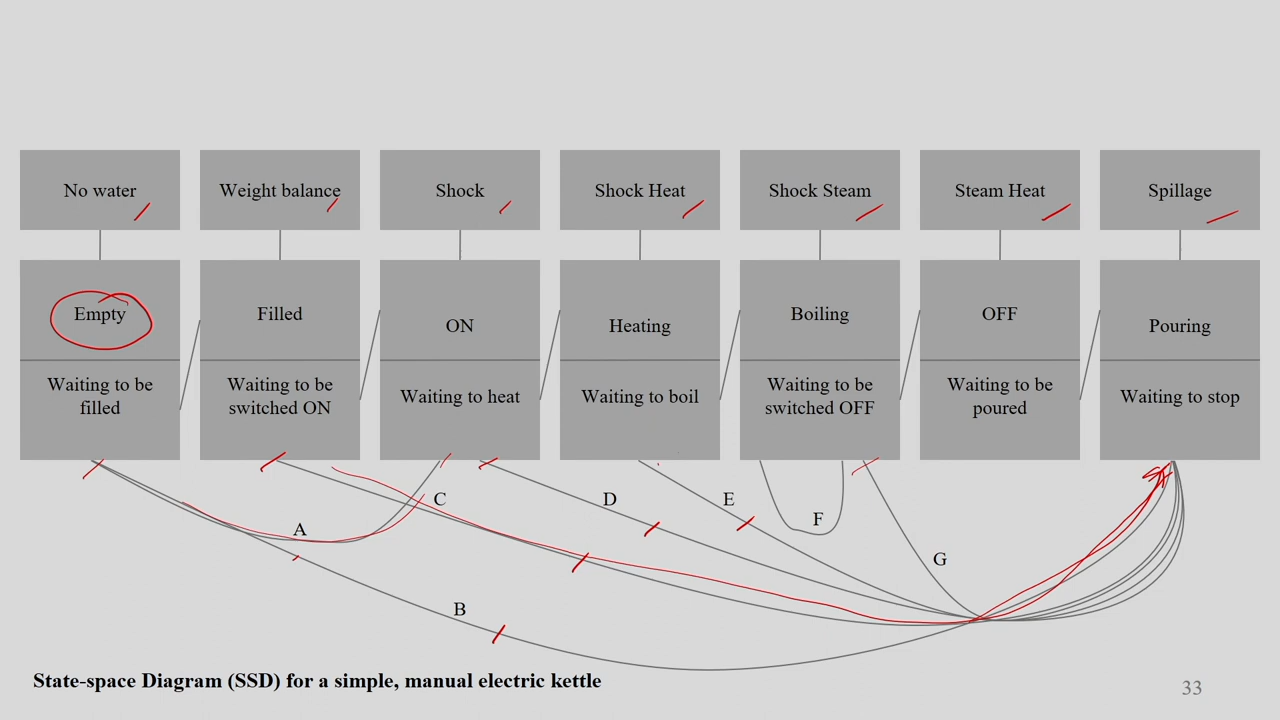 No water
Weight balance
Shock
Shock Heat
Shock Steam
Steam Heat
Spillage
Empty
Filled
ON
Heating
Boiling
OFF
Pouring
Waiting to be
filled
Waiting to be
switched ON
Waiting to heat
Waiting to boil
Waiting to be
switched OFF
Waiting to be
poured
Waiting to stop
A
B
C
D
E
F
G
State-space Diagram (SSD) for a simple, manual electric kettle
33